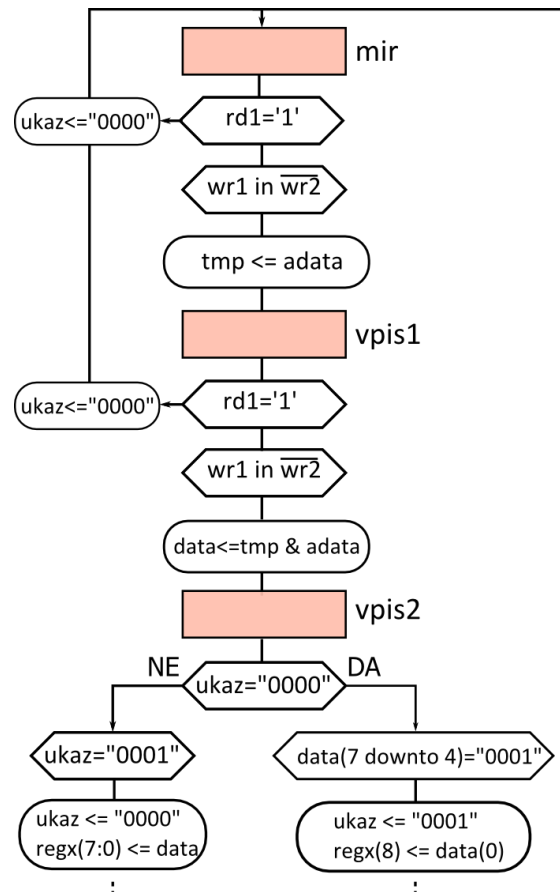 mir
ukaz<="0000"
rd1='1'
wr1 in w̅r̅2̅
tmp <= adata
vpis1
ukaz<="0000"
rd1='1'
wr1 in w̅r̅2̅
data<=tmp & adata
vpis2
NE
DA
ukaz="0000"
ukaz="0001"
data(7 downto 4)="0001"
ukaz <= "0000"
regx(7:0) <= data
ukaz <= "0001"
regx(8) <= data(0)